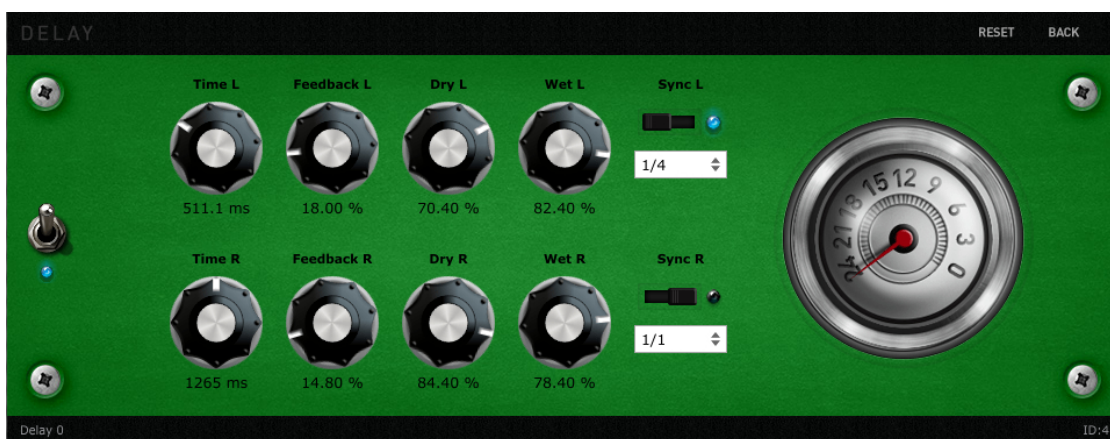 DELAY
RESET BACK
Time L Feedback L Dry L Wet L Sync L
1/4
511.1 ms 18.00 % 70.40 % 82.40 %
Time R Feedback R Dry R Wet R Sync R
1/1
1265 ms 14.80 % 84.40 % 78.40 %
24 21 18 15 12 9 6 3 0
Delay 0 ID:4